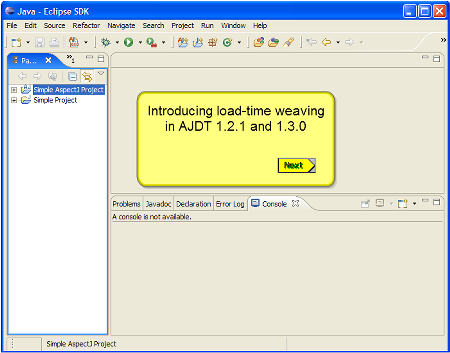 Java - Eclipse SDK
File Edit Source Refactor Navigate Search Project Run Window Help
Pa... »1
Simple AspectJ Project
Simple Project
Introducing load-time weaving
in AJDT 1.2.1 and 1.3.0
Next
Problems Javadoc Declaration Error Log Console
A console is not available.
Simple AspectJ Project